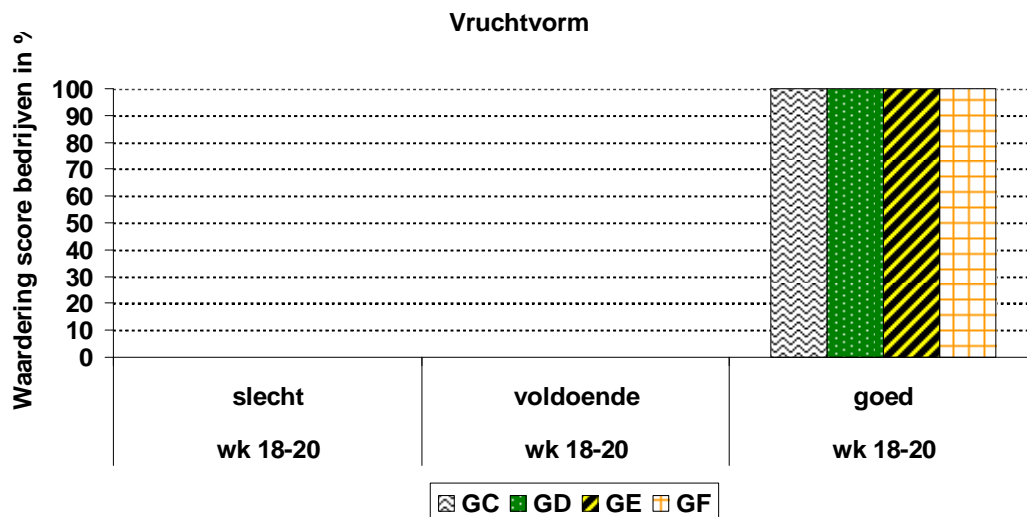 Vruchtvorm
Waardering score bedrijven in %
100
90
80
70
60
50
40
30
20
10
0
slecht voldoende goed
wk 18-20 wk 18-20 wk 18-20
GC GD GE GF